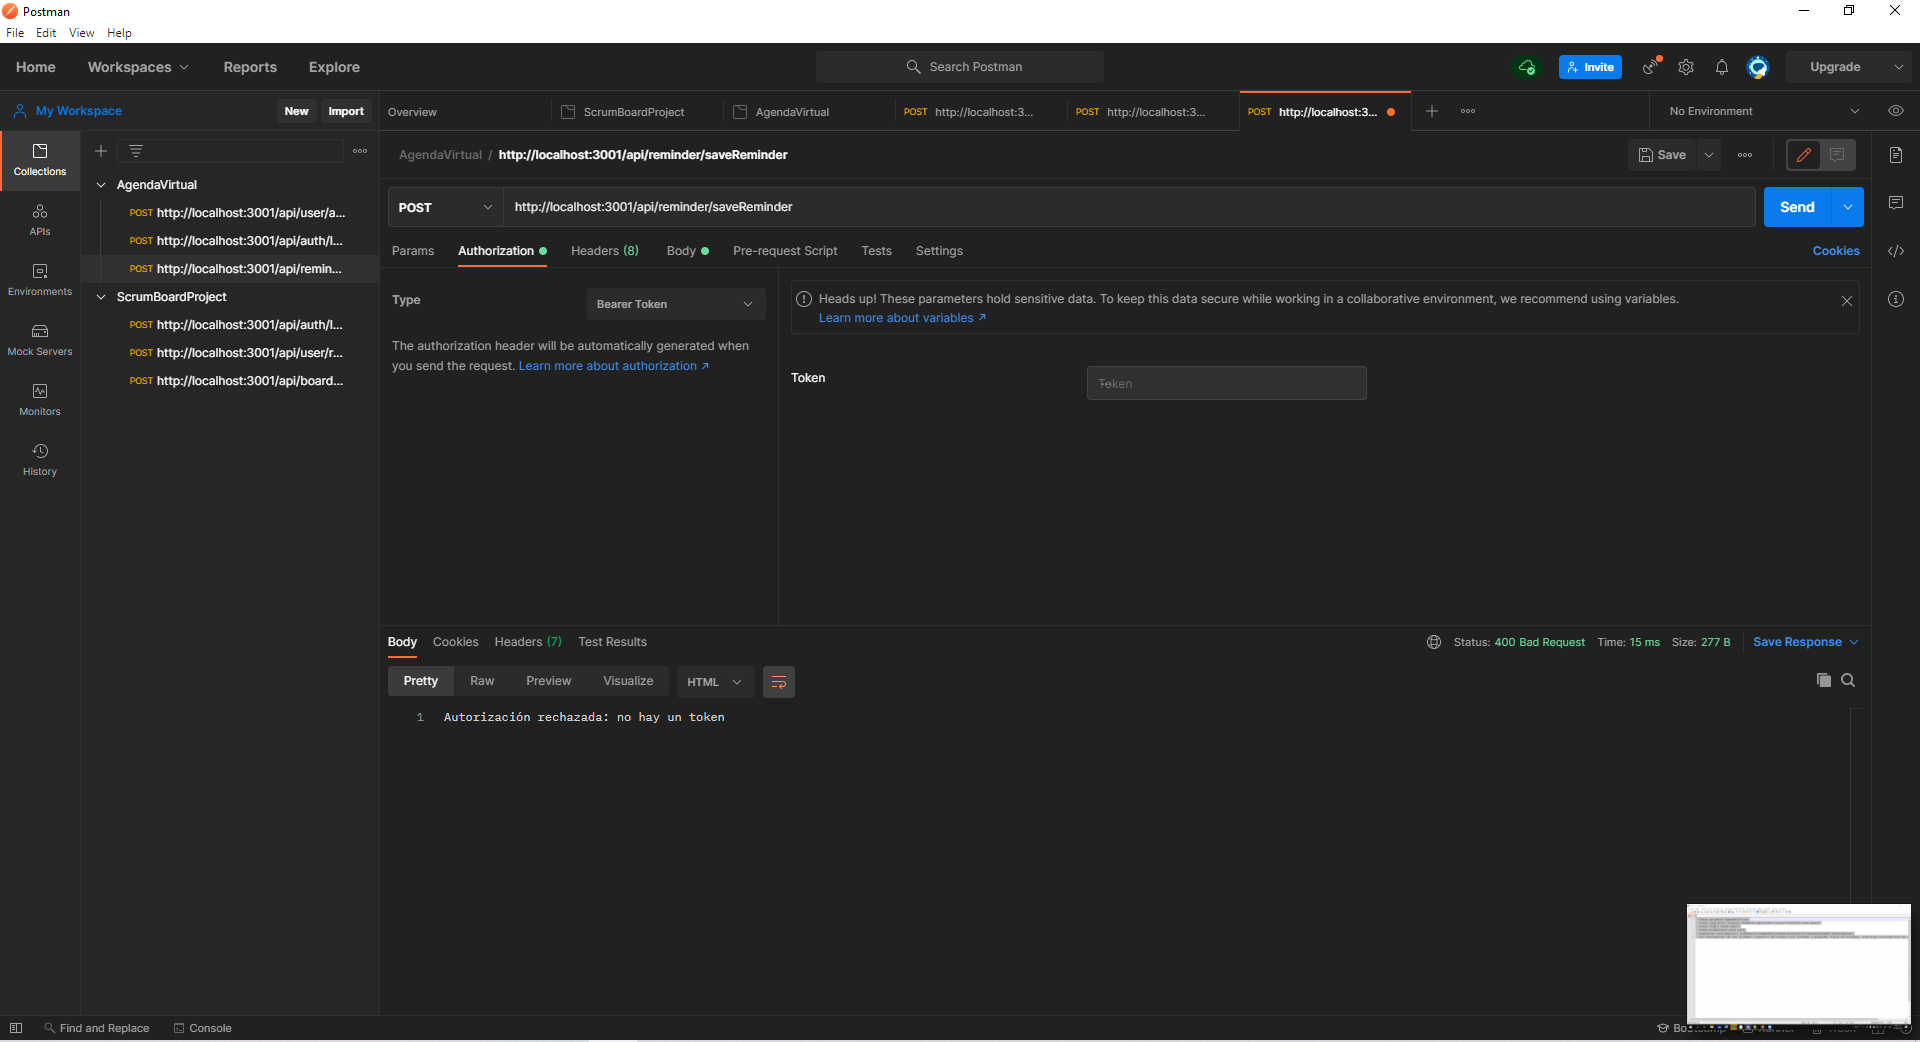 Postman
File Edit View Help
Home Workspaces Reports Explore Search Postman Invite Upgrade
My Workspace New Import Overview ScrumBoardProject AgendaVirtual POST http://localhost:3... POST http://localhost:3... POST http://localhost:3... No Environment
Collections
APIs
Environments
Mock Servers
Monitors
History
AgendaVirtual
POST http://localhost:3001/api/user/a...
POST http://localhost:3001/api/auth/l...
POST http://localhost:3001/api/remin...
ScrumBoardProject
POST http://localhost:3001/api/auth/l...
POST http://localhost:3001/api/user/r...
POST http://localhost:3001/api/board...
AgendaVirtual / http://localhost:3001/api/reminder/saveReminder Save
POST http://localhost:3001/api/reminder/saveReminder Send
Params Authorization Headers (8) Body Pre-request Script Tests Settings Cookies
Type Bearer Token
The authorization header will be automatically generated when
you send the request. Learn more about authorization ↗
Heads up! These parameters hold sensitive data. To keep this data secure while working in a collaborative environment, we recommend using variables.
Learn more about variables ↗
Token Token
Body Cookies Headers (7) Test Results Status: 400 Bad Request Time: 15 ms Size: 277 B Save Response
Pretty Raw Preview Visualize HTML
1 Autorización rechazada: no hay un token
Find and Replace Console